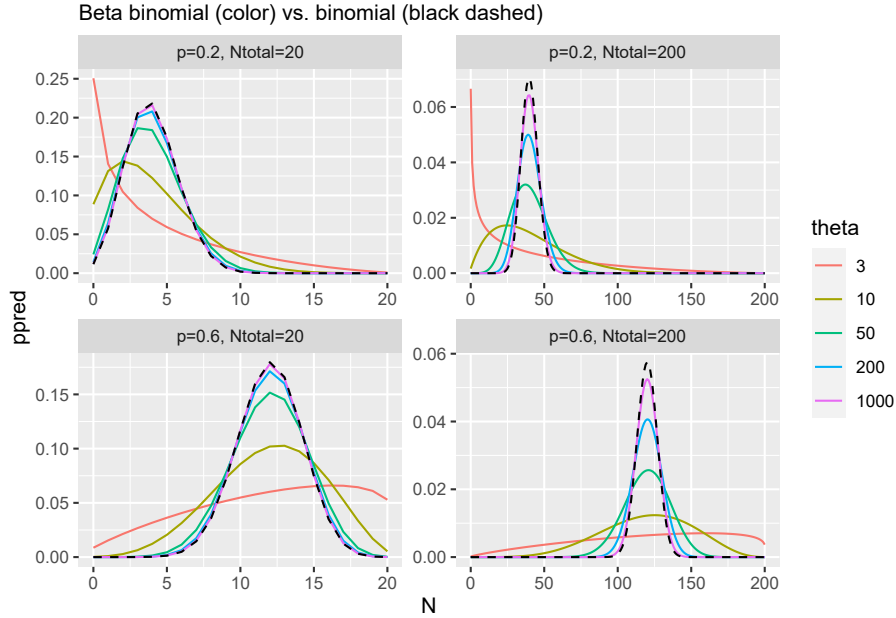 Beta binomial (color) vs. binomial (black dashed)
p=0.2, Ntotal=20
p=0.2, Ntotal=200
0.25
0.20
0.15
0.10
0.05
0.00
0.06
0.04
0.02
0.00
0 5 10 15 20
0 50 100 150 200
ppred
p=0.6, Ntotal=20
p=0.6, Ntotal=200
0.15
0.10
0.05
0.00
0.06
0.04
0.02
0.00
0 5 10 15 20
0 50 100 150 200
N
theta
3
10
50
200
1000